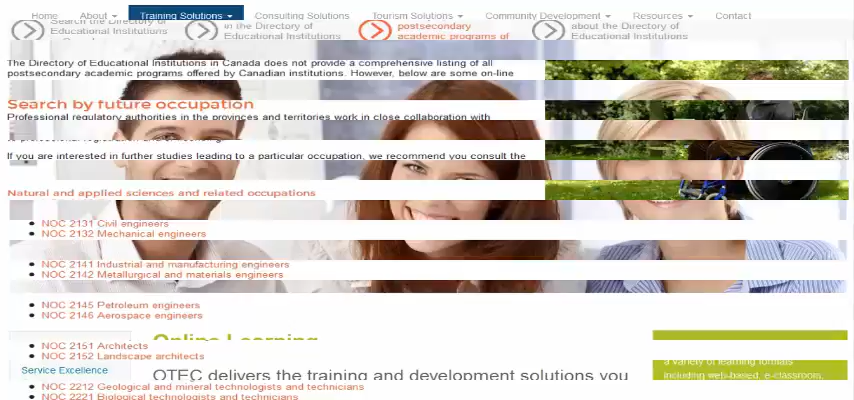 Home About Training Solutions Consulting Solutions Tourism Solutions Community Development Resources Contact
Search the Directory of Educational Institutions
in the Directory of Educational Institutions
postsecondary academic programs of
about the Directory of Educational Institutions
The Directory of Educational Institutions in Canada does not provide a comprehensive listing of all
postsecondary academic programs offered by Canadian institutions. However, below are some on-line
Search by future occupation
Professional regulatory authorities in the provinces and territories work in close collaboration with
If you are interested in further studies leading to a particular occupation, we recommend you consult the
Natural and applied sciences and related occupations
NOC 2131 Civil engineers
NOC 2132 Mechanical engineers
NOC 2141 Industrial and manufacturing engineers
NOC 2142 Metallurgical and materials engineers
NOC 2145 Petroleum engineers
NOC 2146 Aerospace engineers
Online Learning
NOC 2151 Architects
NOC 2152 Landscape architects
a variety of learning formats
Service Excellence
OTEC delivers the training and development solutions you
including web-based, e-classroom,
NOC 2212 Geological and mineral technologists and technicians
NOC 2221 Biological technologists and technicians